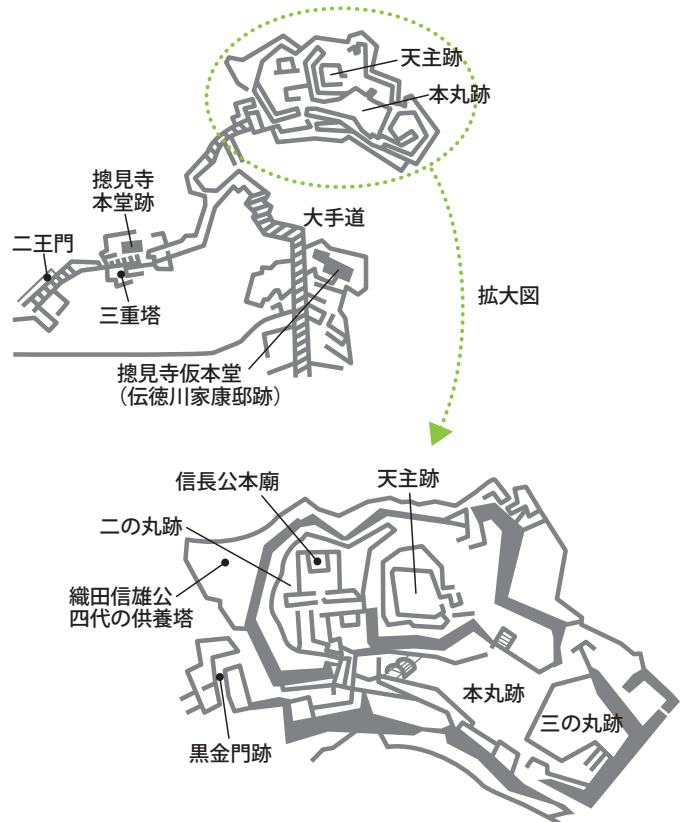 天主跡
本丸跡
摠見寺
本堂跡
大手道
二王門
三重塔
拡大図
摠見寺仮本堂
(伝徳川家康邸跡)
信長公本廟
天主跡
二の丸跡
織田信雄公
四代の供養塔
本丸跡
三の丸跡
黒金門跡